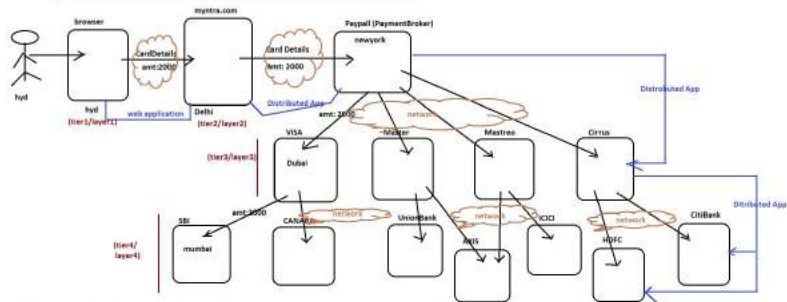 myntra.com
browser
Paypall (PaymentBroker)
newyork
CardDetails
amt:2000
Card Details
amt: 2000
hyd
hyd
(tier1/layer1)
web application
Delhi
(tier2/layer2)
Distributed App
Distrobuted App
amt: 2000
network
VISA
~Master
Mastreo
Cirrus
(tier3/layer3)
Dubai
SBI
amt:2000
CANARA
network
UnionBank
network
ICICI
network
CitiBank
Ditributed App
(tier4/
layer4)
mumbai
AXIS
HDFC